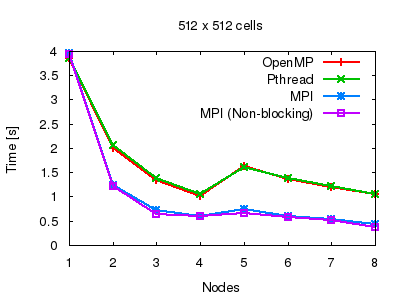 512 x 512 cells
OpenMP
Pthread
MPI
MPI (Non-blocking)
Time [s]
4
3.5
3
2.5
2
1.5
1
0.5
0
1 2 3 4 5 6 7 8
Nodes